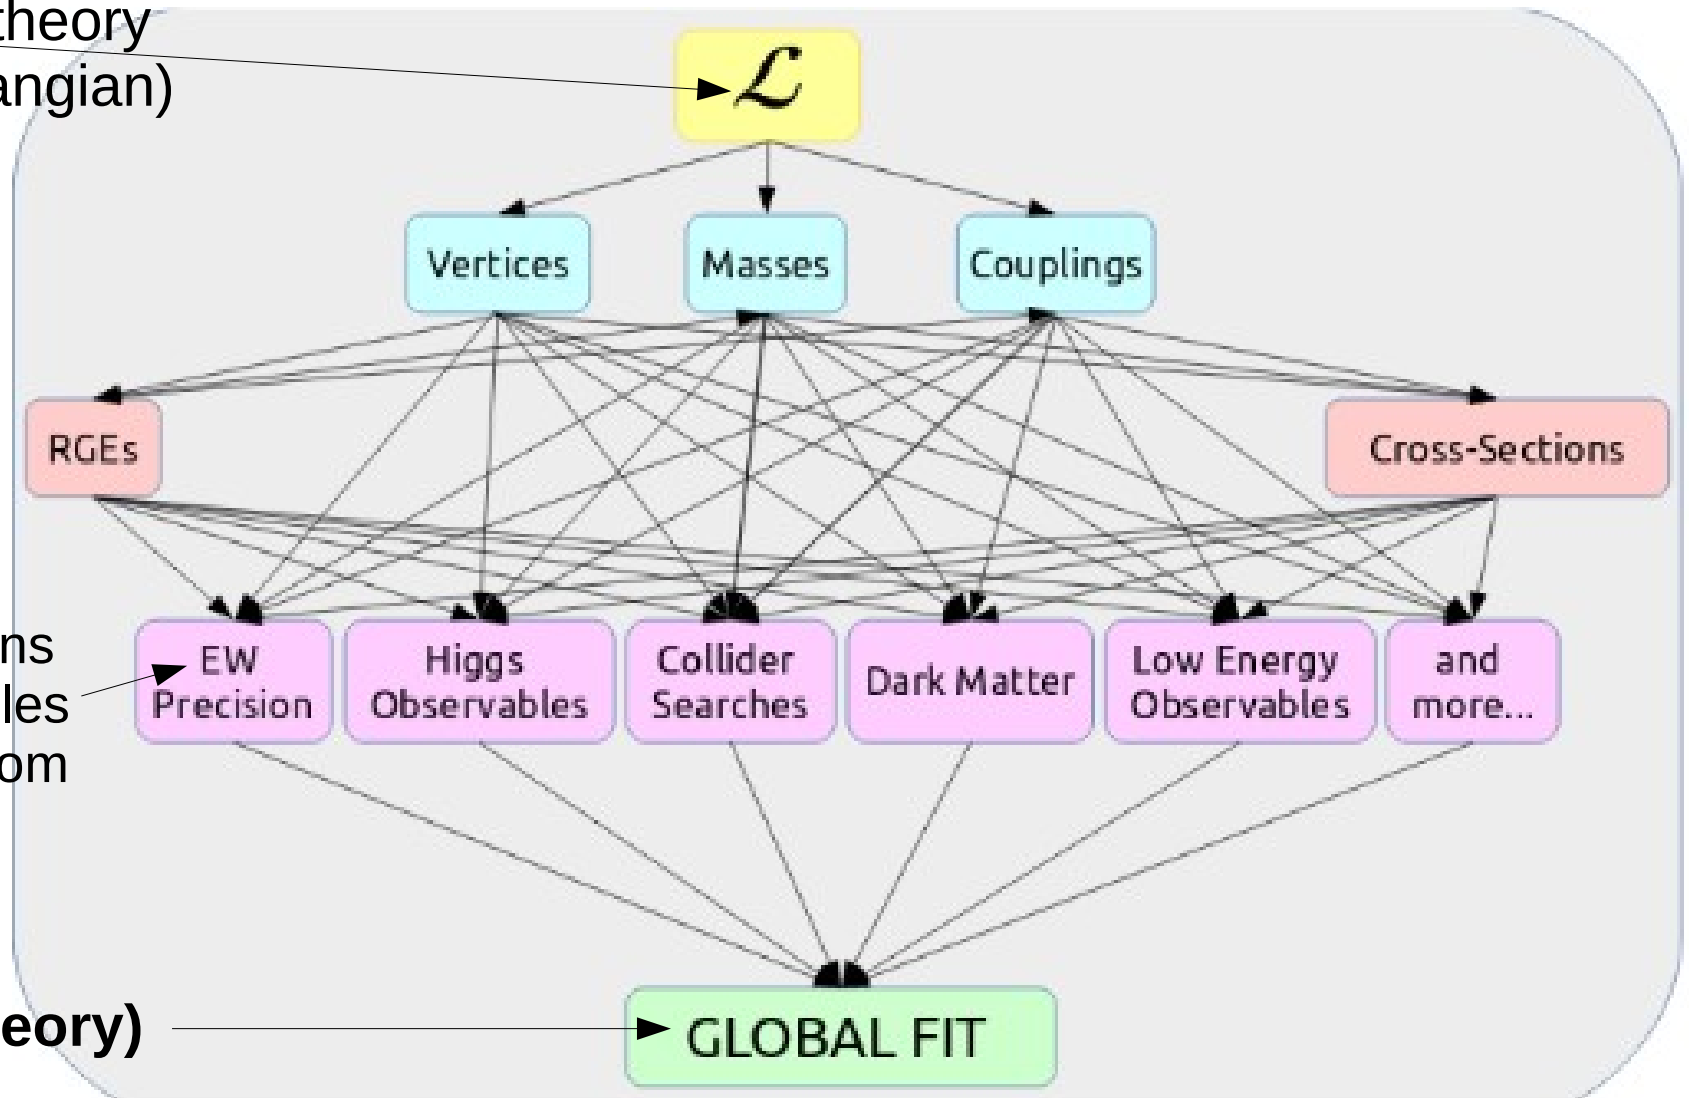 theory
angian)
ℒ
Vertices
Masses
Couplings
RGEs
Cross-Sections
ns
les
om
EW
Precision
Higgs
Observables
Collider
Searches
Dark Matter
Low Energy
Observables
and
more...
eory)
GLOBAL FIT